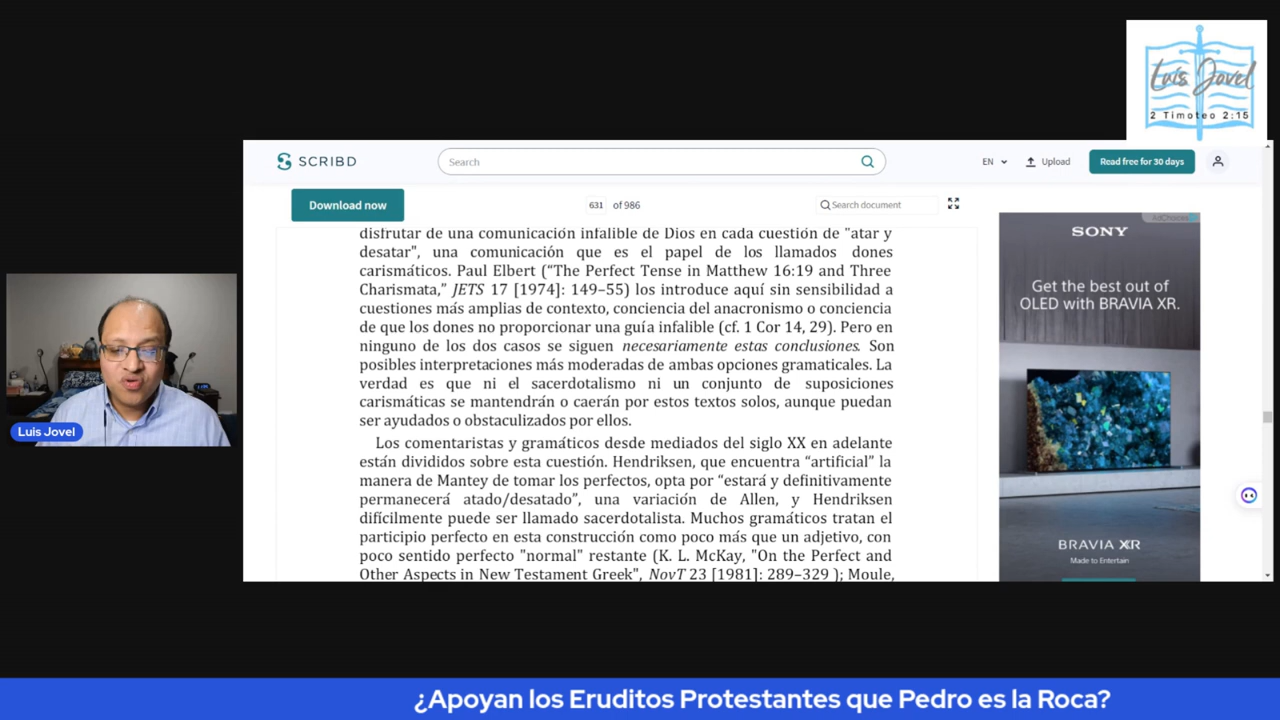 Luis Jovel
2 Timoteo 2:15
SCRIBD
Search
EN
Upload
Read free for 30 days
Download now
631 of 986
Search document
AdChoices
disfrutar de una comunicación infalible de Dios en cada cuestión de "atar y
desatar", una comunicación que es el papel de los llamados dones
carismáticos. Paul Elbert (“The Perfect Tense in Matthew 16:19 and Three
Charismata,” JETS 17 [1974]: 149–55) los introduce aquí sin sensibilidad a
cuestiones más amplias de contexto, conciencia del anacronismo o conciencia
de que los dones no proporcionar una guía infalible (cf. 1 Cor 14, 29). Pero en
ninguno de los dos casos se siguen necesariamente estas conclusiones. Son
posibles interpretaciones más moderadas de ambas opciones gramaticales. La
verdad es que ni el sacerdotalismo ni un conjunto de suposiciones
carismáticas se mantendrán o caerán por estos textos solos, aunque puedan
ser ayudados o obstaculizados por ellos.
Los comentaristas y gramáticos desde mediados del siglo XX en adelante
están divididos sobre esta cuestión. Hendriksen, que encuentra “artificial” la
manera de Mantey de tomar los perfectos, opta por “estará y definitivamente
permanecerá atado/desatado”, una variación de Allen, y Hendriksen
difícilmente puede ser llamado sacerdotalista. Muchos gramáticos tratan el
participio perfecto en esta construcción como poco más que un adjetivo, con
poco sentido perfecto "normal" restante (K. L. McKay, "On the Perfect and
Other Aspects in New Testament Greek", NovT 23 [1981]: 289–329 ); Moule,
SONY
Get the best out of
OLED with BRAVIA XR.
BRAVIA XR
Made to Entertain
Luis Jovel
¿Apoyan los Eruditos Protestantes que Pedro es la Roca?